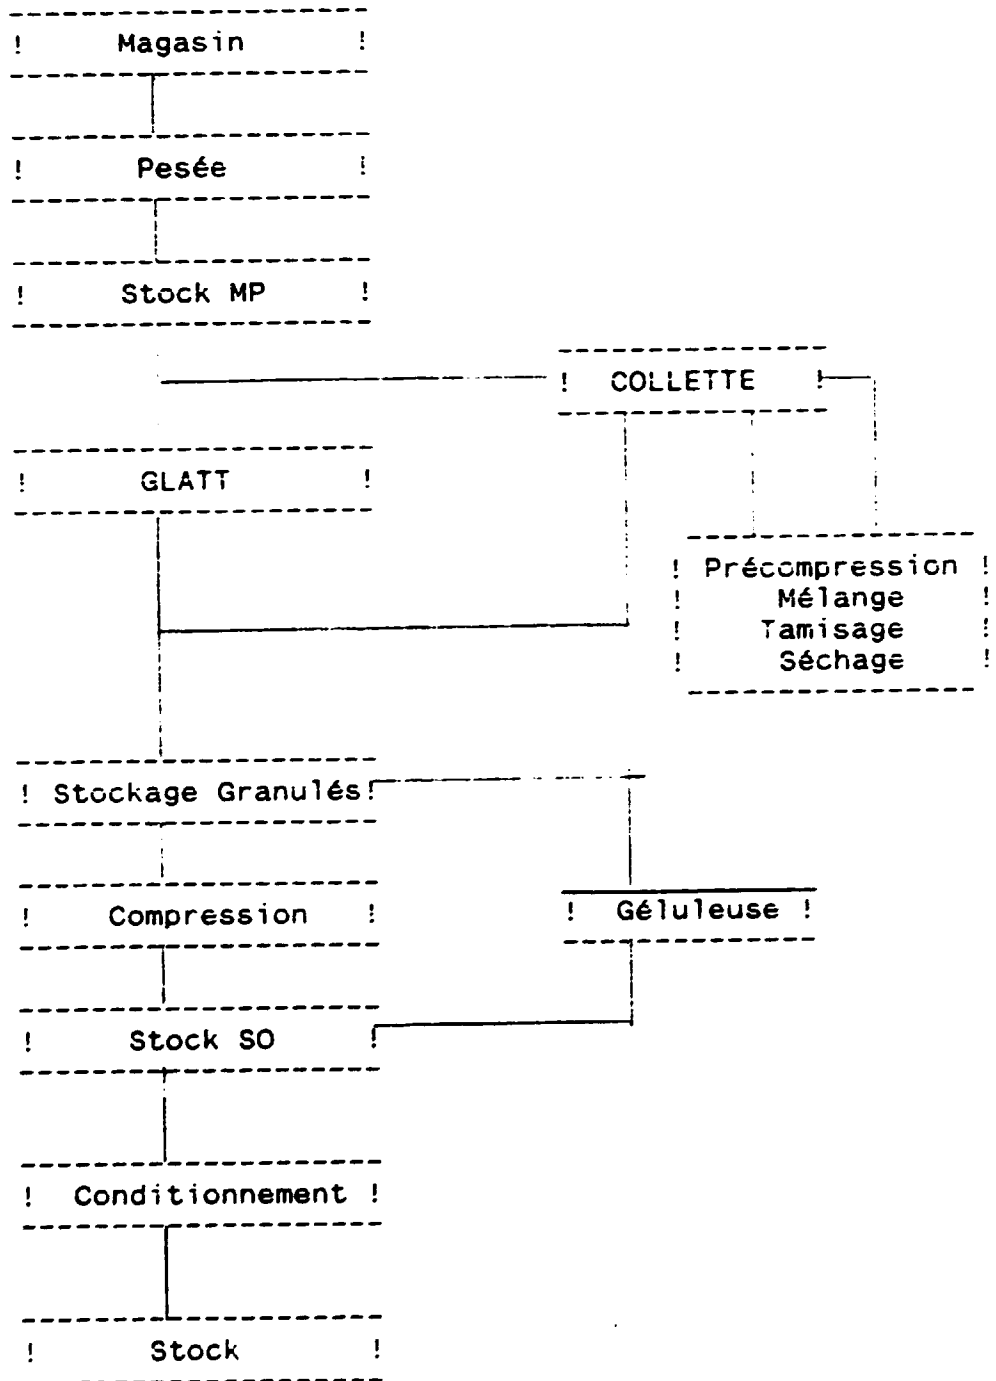 Magasin
Pesée
Stock MP
COLLETTE
GLATT
Précompression
Mélange
Tamisage
Séchage
Stockage Granulés
Compression
Géluleuse
Stock SO
Conditionnement
Stock